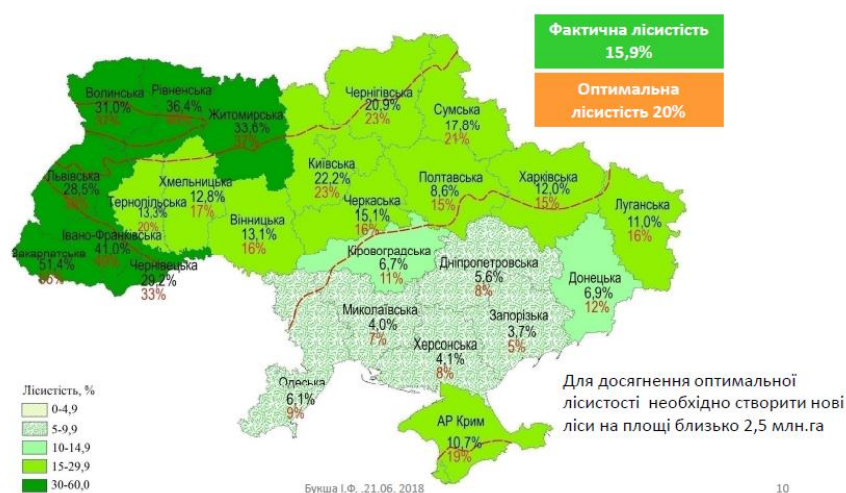 Фактична лісистість
15,9%
Оптимальна
лісистість 20%
Волинська
31,0%
Рівненська
36,4%
Житомирська
33,6%
Чернігівська
20,9%
23%
Сумська
17,8%
21%
Львівська
28,5%
Тернопільська
13,3%
20%
Хмельницька
12,8%
17%
Київська
22,2%
23%
Полтавська
8,6%
15%
Харківська
12,0%
15%
Луганська
11,0%
16%
Вінницька
13,1%
16%
Черкаська
15,1%
16%
Закарпатська
51,4%
Івано-Франківська
41,0%
Чернівецька
29,2%
33%
Кіровоградська
6,7%
11%
Дніпропетровська
5,6%
8%
Донецька
6,9%
12%
Миколаївська
4,0%
7%
Запорізька
3,7%
5%
Херсонська
4,1%
8%
Одеська
6,1%
9%
АР Крим
10,7%
19%
Для досягнення оптимальної
лісистості необхідно створити нові
ліси на площі близько 2,5 млн.га
Лісистість, %
0-4,9
5-9,9
10-14,9
15-29,9
30-60,0
Букша І.Ф. .21.06. 2018
10